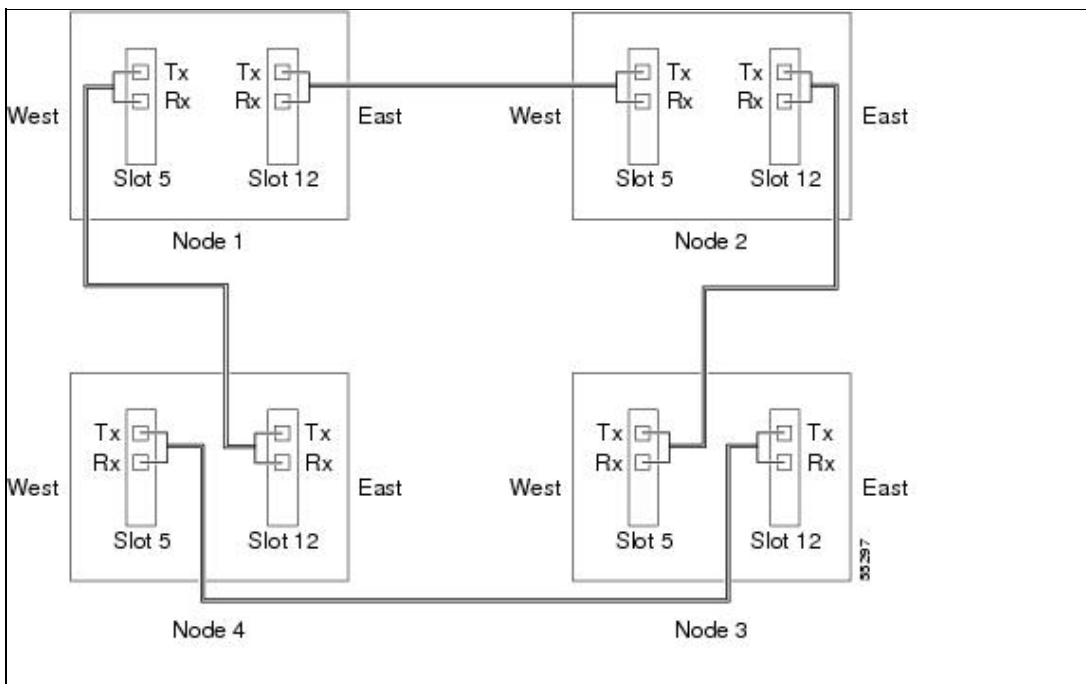 Tx Tx Tx Tx
West Rx Rx East West Rx Rx East
Slot 5 Slot 12 Slot 5 Slot 12
Node 1 Node 2
Tx Tx Tx Tx
West Rx Rx East West Rx Rx East
Slot 5 Slot 12 Slot 5 Slot 12
55297
Node 4 Node 3